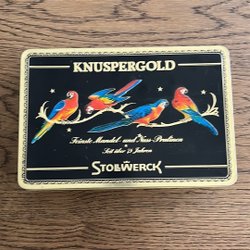 KNUSPERGOLD
Feinste Mandel- und Nuss-Pralinen
Seit über 75 Jahren
STOLLWERCK